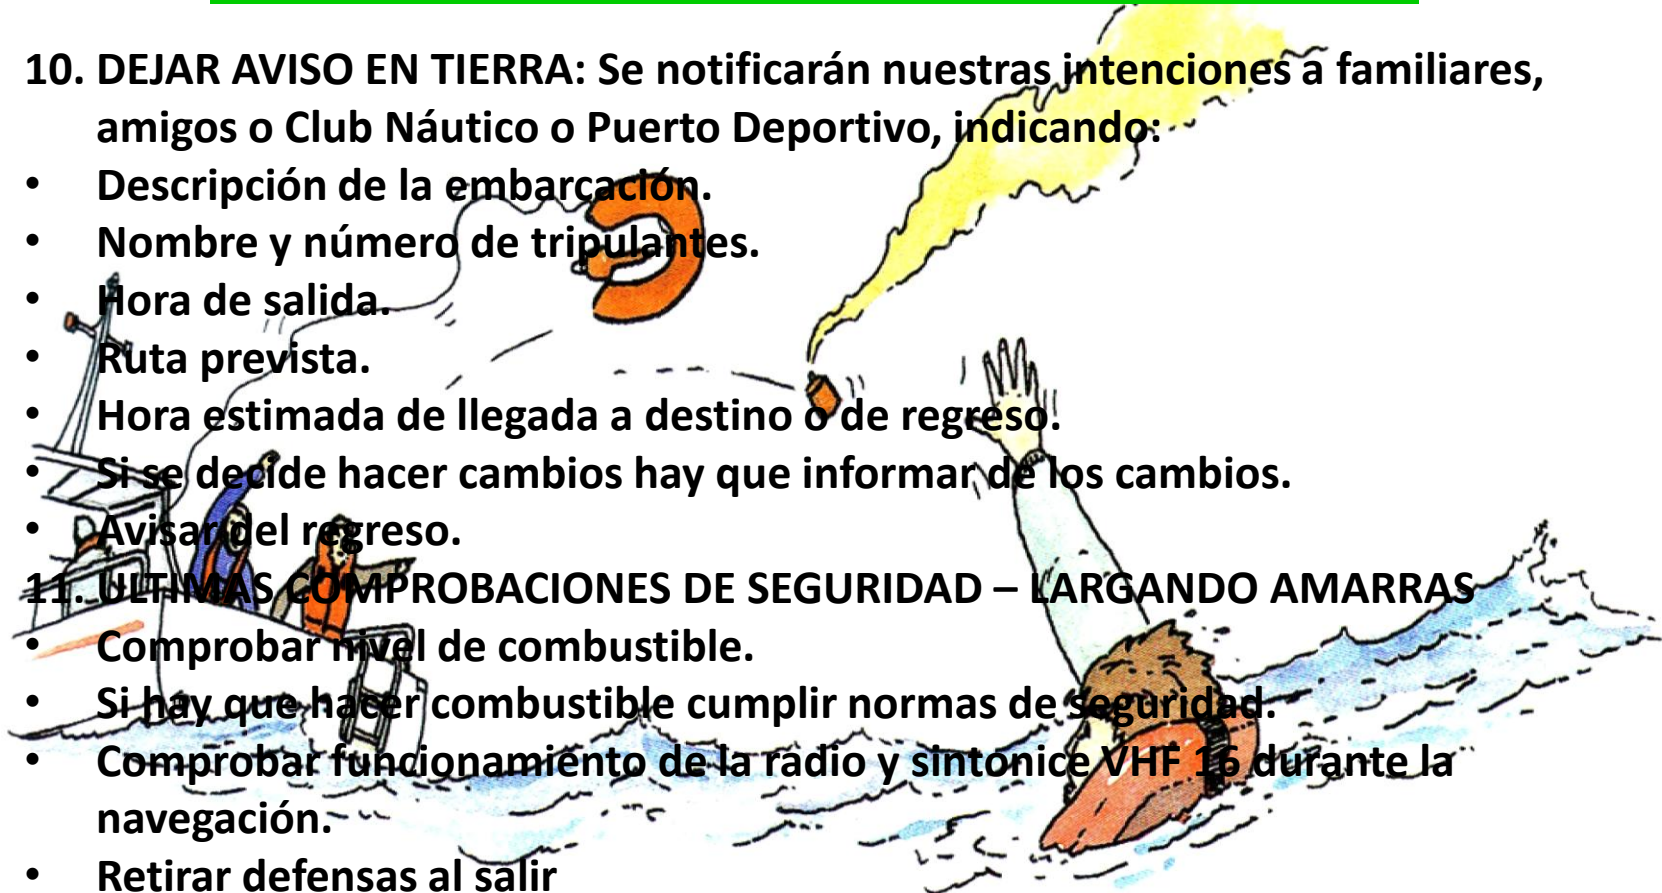 10. DEJAR AVISO EN TIERRA: Se notificarán nuestras intenciones a familiares,
amigos o Club Náutico o Puerto Deportivo, indicando:
• Descripción de la embarcación.
• Nombre y número de tripulantes.
• Hora de salida.
• Ruta prevista.
• Hora estimada de llegada a destino o de regreso.
• Si se decide hacer cambios hay que informar de los cambios.
• Avisar del regreso.
11. ULTIMAS COMPROBACIONES DE SEGURIDAD – LARGANDO AMARRAS
• Comprobar nivel de combustible.
• Si hay que hacer combustible cumplir normas de seguridad.
• Comprobar funcionamiento de la radio y sintonice VHF 16 durante la
navegación.
• Retirar defensas al salir